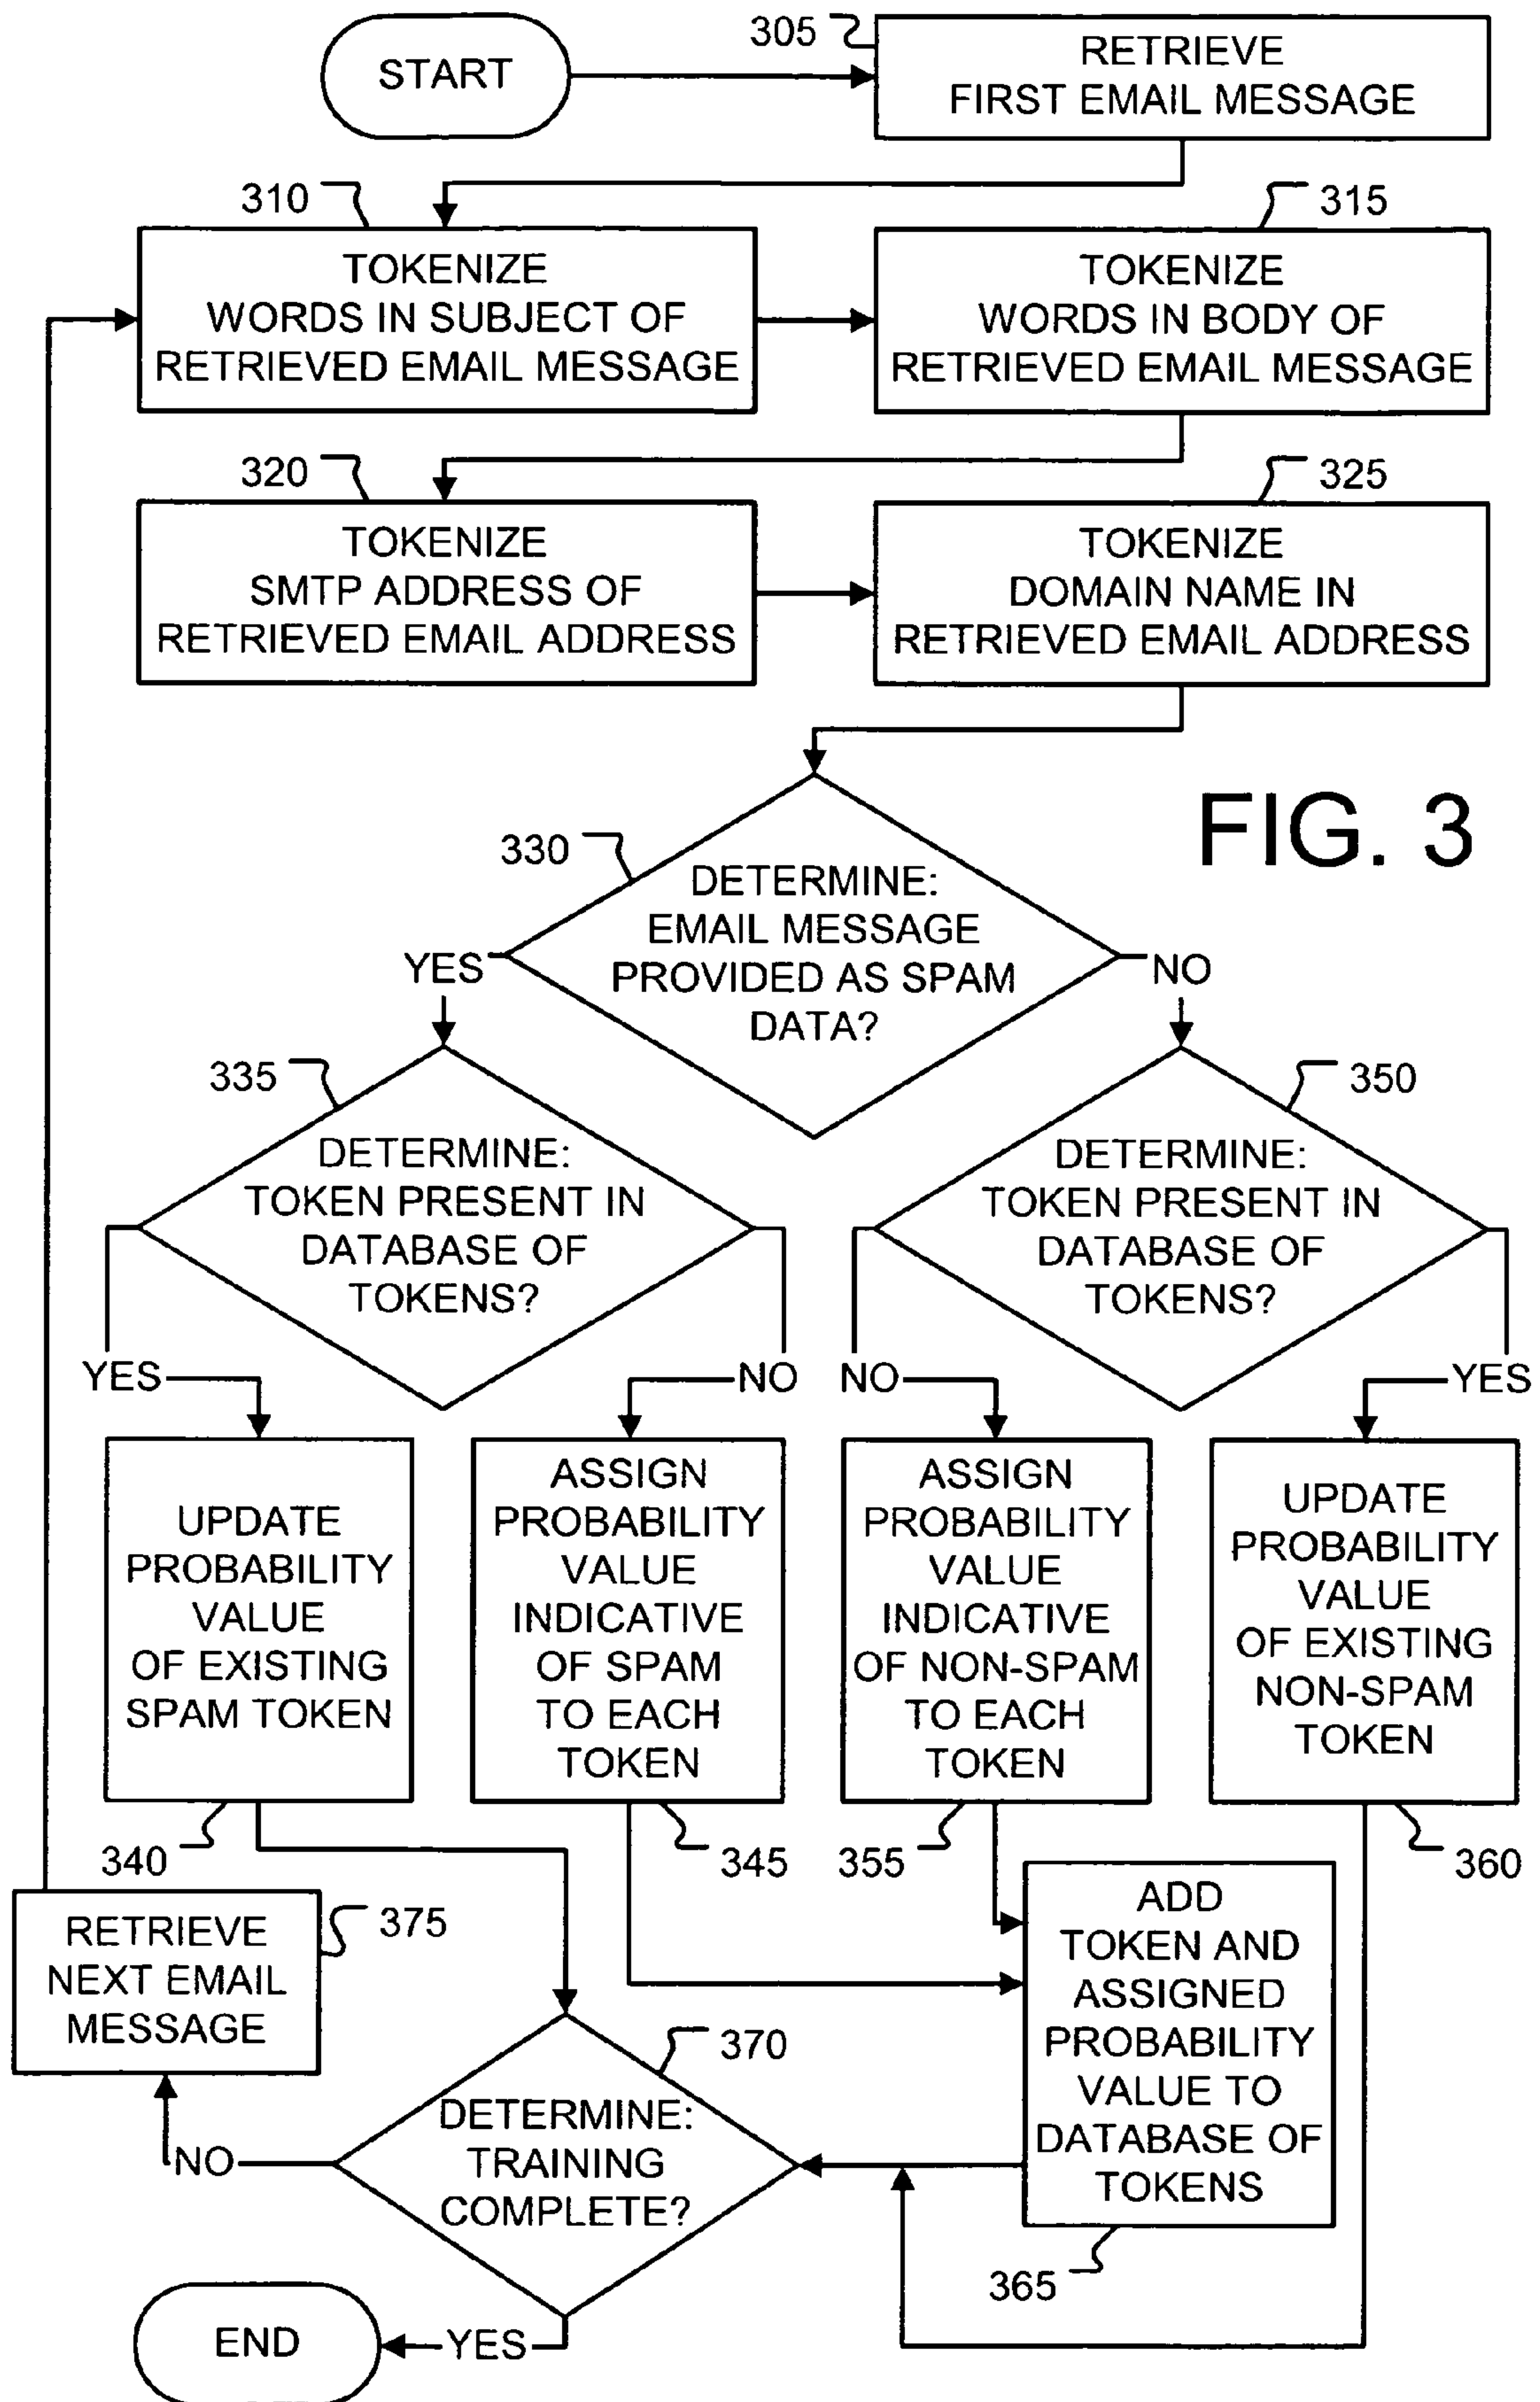 START
305
RETRIEVE
FIRST EMAIL MESSAGE
310
TOKENIZE
WORDS IN SUBJECT OF
RETRIEVED EMAIL MESSAGE
315
TOKENIZE
WORDS IN BODY OF
RETRIEVED EMAIL MESSAGE
320
TOKENIZE
SMTP ADDRESS OF
RETRIEVED EMAIL ADDRESS
325
TOKENIZE
DOMAIN NAME IN
RETRIEVED EMAIL ADDRESS
FIG. 3
330
DETERMINE:
EMAIL MESSAGE
PROVIDED AS SPAM
DATA?
YES
NO
335
DETERMINE:
TOKEN PRESENT IN
DATABASE OF
TOKENS?
YES
NO
350
DETERMINE:
TOKEN PRESENT IN
DATABASE OF
TOKENS?
NO
YES
UPDATE
PROBABILITY
VALUE
OF EXISTING
SPAM TOKEN
340
ASSIGN
PROBABILITY
VALUE
INDICATIVE
OF SPAM
TO EACH
TOKEN
345
ASSIGN
PROBABILITY
VALUE
INDICATIVE
OF NON-SPAM
TO EACH
TOKEN
355
UPDATE
PROBABILITY
VALUE
OF EXISTING
NON-SPAM
TOKEN
360
RETRIEVE
NEXT EMAIL
MESSAGE
375
ADD
TOKEN AND
ASSIGNED
PROBABILITY
VALUE TO
DATABASE OF
TOKENS
365
370
DETERMINE:
TRAINING
COMPLETE?
NO
YES
END